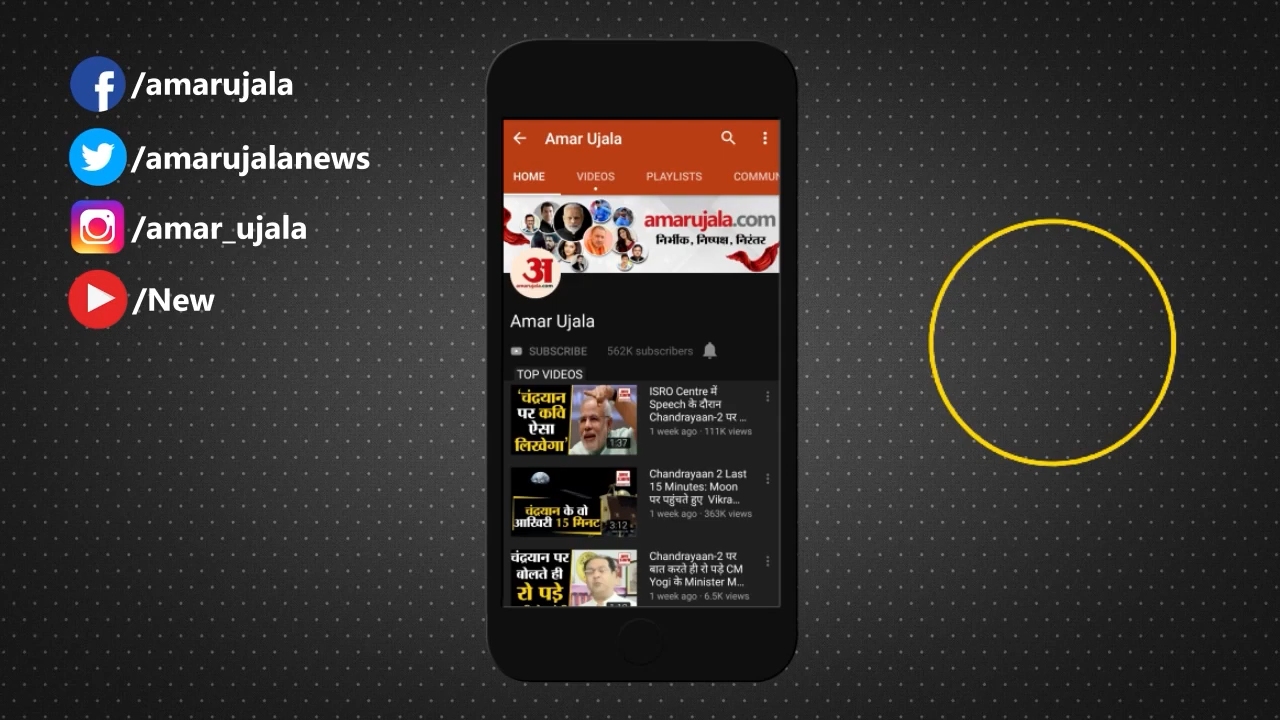 /amarujala
/amarujalanews
/amar_ujala
/New
Amar Ujala
HOME VIDEOS PLAYLISTS COMMUN
amarujala.com
निर्भीक, निष्पक्ष, निरंतर
अ
amarujala.com
Amar Ujala
SUBSCRIBE 562K subscribers
TOP VIDEOS
'चंद्रयान
पर कवि
ऐसा
लिखेगा'
1:37
ISRO Centre में
Speech के दौरान
Chandrayaan-2 पर ...
1 week ago · 111K views
चंद्रयान के वो
आखिरी 15 मिनट
3:12
Chandrayaan 2 Last
15 Minutes: Moon
पर पहुंचते हुए Vikra...
1 week ago · 363K views
चंद्रयान पर
बोलते ही
रो पड़े
Chandrayaan-2 पर
बात करते ही रो पड़े CM
Yogi के Minister M...
1 week ago · 6.5K views